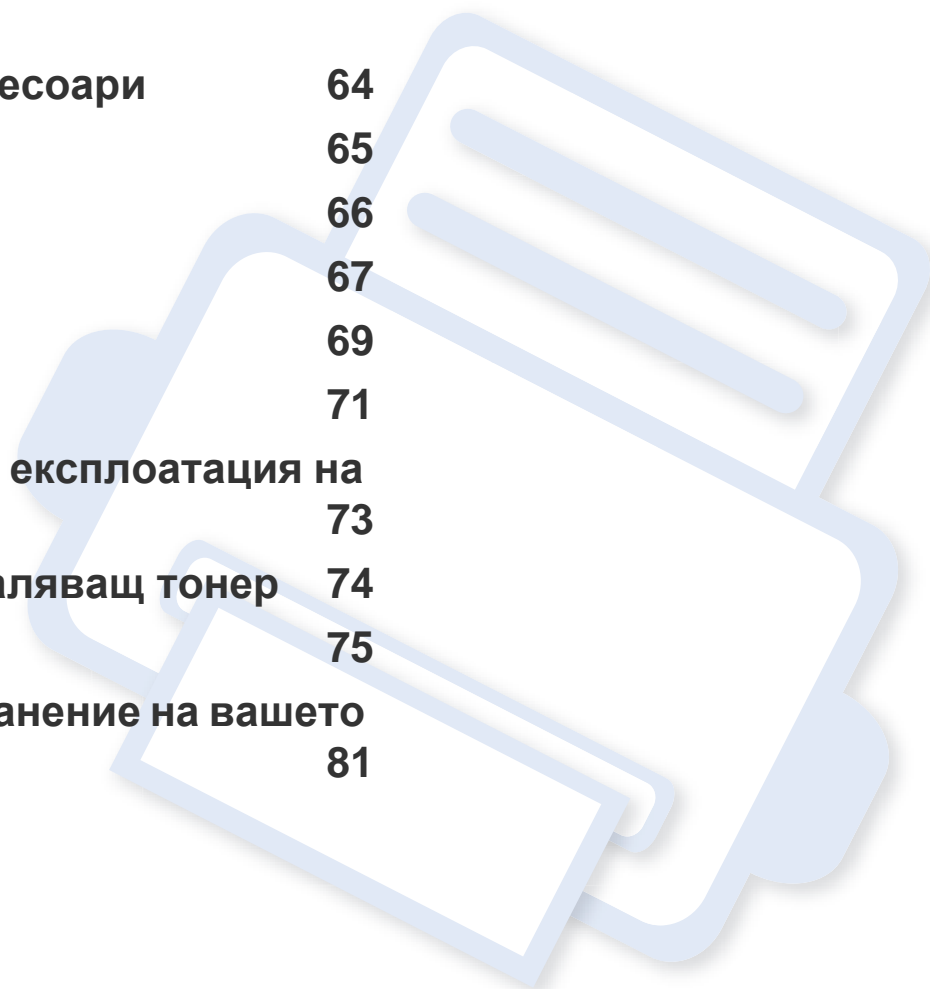 есоари 64
65
66
67
69
71
експлоатация на
73
аляващ тонер 74
75
анение на вашето
81